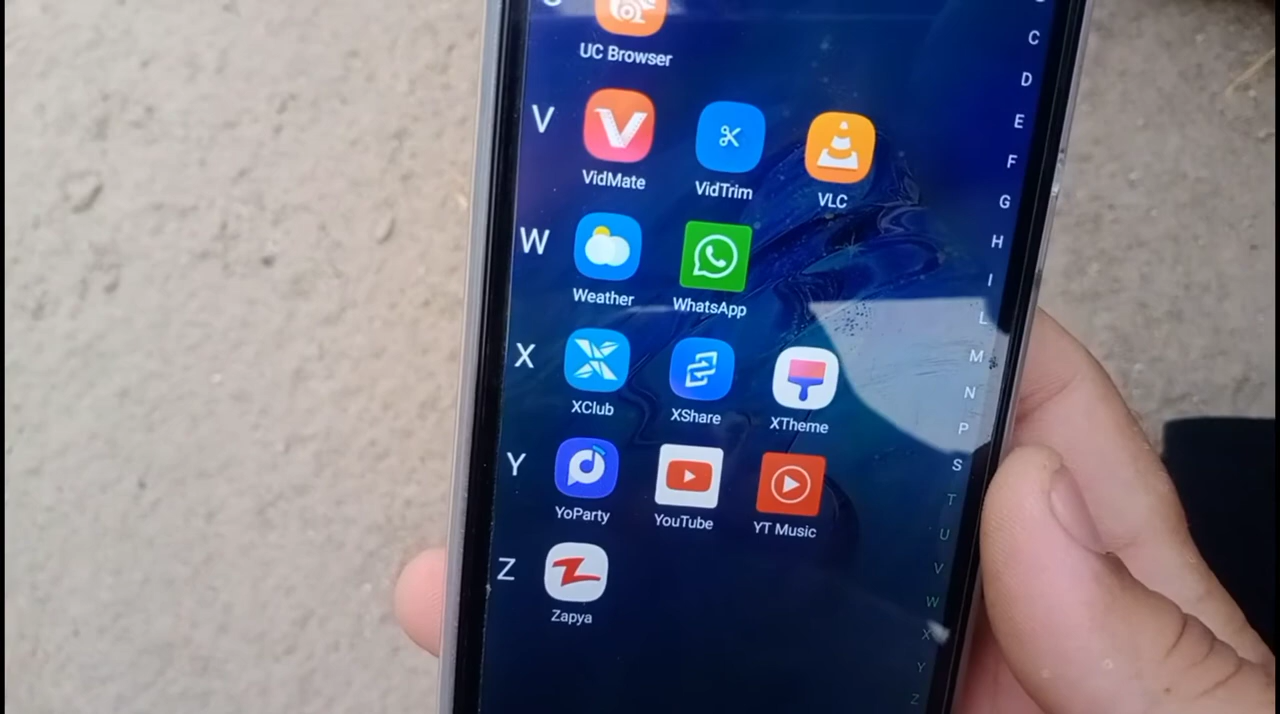 UC Browser
V
VidMate
VidTrim
VLC
W
Weather
WhatsApp
X
XClub
XShare
XTheme
Y
YoParty
YouTube
YT Music
Z
Zapya
C
D
E
F
G
H
I
L
M
N
P
S
T
U
V
W
X
Y
Z